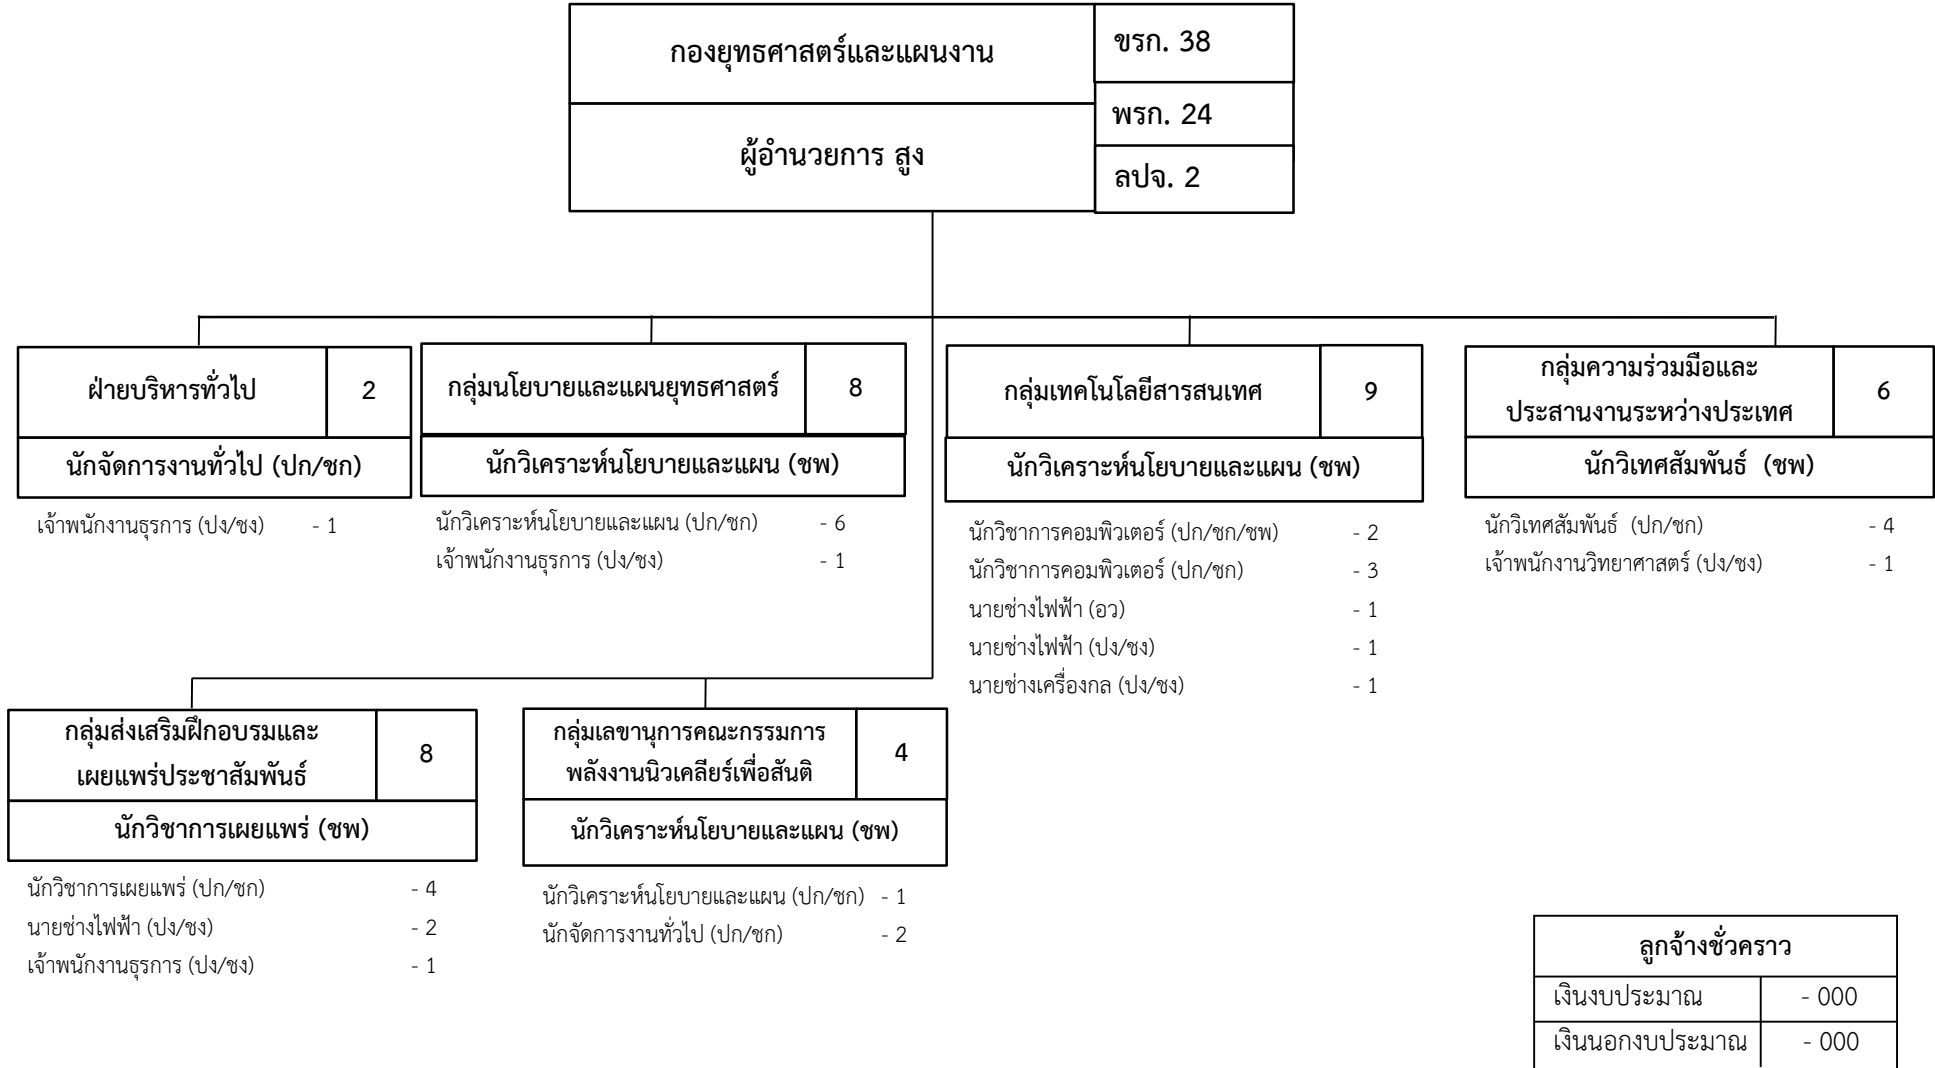 กองยุทธศาสตร์และแผนงาน
ขรก. 38
พรก. 24
ผู้อำนวยการ สูง
ลปจ. 2
ฝ่ายบริหารทั่วไป 2
นักจัดการงานทั่วไป (ปก/ชก)
เจ้าพนักงานธุรการ (ปง/ชง) - 1
กลุ่มนโยบายและแผนยุทธศาสตร์ 8
นักวิเคราะห์นโยบายและแผน (ชพ)
นักวิเคราะห์นโยบายและแผน (ปก/ชก) - 6
เจ้าพนักงานธุรการ (ปง/ชง) - 1
กลุ่มเทคโนโลยีสารสนเทศ 9
นักวิเคราะห์นโยบายและแผน (ชพ)
นักวิชาการคอมพิวเตอร์ (ปก/ชก/ชพ) - 2
นักวิชาการคอมพิวเตอร์ (ปก/ชก) - 3
นายช่างไฟฟ้า (อว) - 1
นายช่างไฟฟ้า (ปง/ชง) - 1
นายช่างเครื่องกล (ปง/ชง) - 1
กลุ่มความร่วมมือและ
ประสานงานระหว่างประเทศ 6
นักวิเทศสัมพันธ์ (ชพ)
นักวิเทศสัมพันธ์ (ปก/ชก) - 4
เจ้าพนักงานวิทยาศาสตร์ (ปง/ชง) - 1
กลุ่มส่งเสริมฝึกอบรมและ
เผยแพร่ประชาสัมพันธ์ 8
นักวิชาการเผยแพร่ (ชพ)
นักวิชาการเผยแพร่ (ปก/ชก) - 4
นายช่างไฟฟ้า (ปง/ชง) - 2
เจ้าพนักงานธุรการ (ปง/ชง) - 1
กลุ่มเลขานุการคณะกรรมการ
พลังงานนิวเคลียร์เพื่อสันติ 4
นักวิเคราะห์นโยบายและแผน (ชพ)
นักวิเคราะห์นโยบายและแผน (ปก/ชก) - 1
นักจัดการงานทั่วไป (ปก/ชก) - 2
ลูกจ้างชั่วคราว
เงินงบประมาณ - 000
เงินนอกงบประมาณ - 000